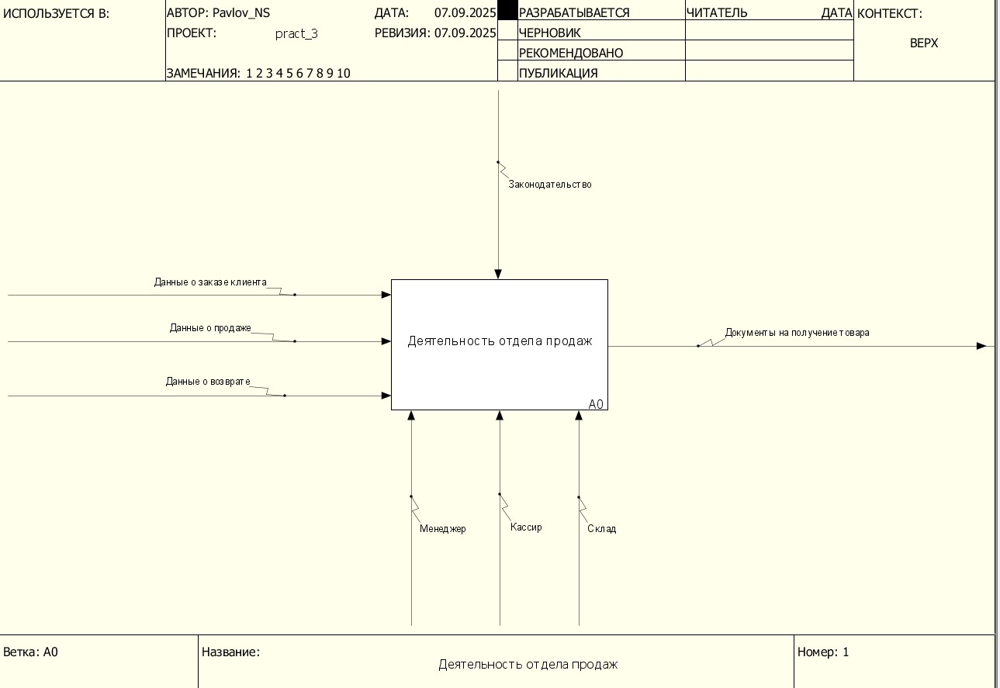 ИСПОЛЬЗУЕТСЯ В:
АВТОР: Pavlov_NS
ДАТА: 07.09.2025
ПРОЕКТ: pract_3
РЕВИЗИЯ: 07.09.2025
ЗАМЕЧАНИЯ: 1 2 3 4 5 6 7 8 9 10
РАЗРАБАТЫВАЕТСЯ
ЧЕРНОВИК
РЕКОМЕНДОВАНО
ПУБЛИКАЦИЯ
ЧИТАТЕЛЬ ДАТА
КОНТЕКСТ:
ВЕРХ
Законодательство
Данные о заказе клиента
Данные о продаже
Данные о возврате
Деятельность отдела продаж
A0
Документы на получение товара
Менеджер
Кассир
Склад
Ветка: A0
Название:
Деятельность отдела продаж
Номер: 1